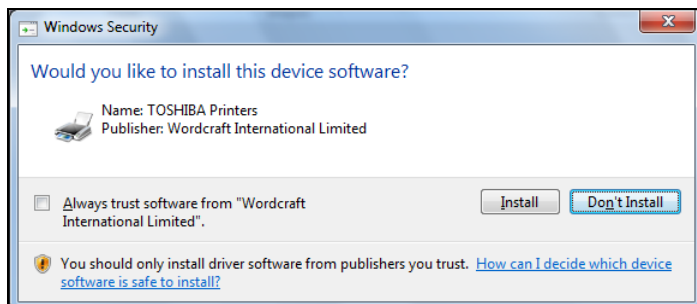 Windows Security
Would you like to install this device software?
Name: TOSHIBA Printers
Publisher: Wordcraft International Limited
Always trust software from "Wordcraft
International Limited".
Install
Don't Install
You should only install driver software from publishers you trust. How can I decide which device
software is safe to install?